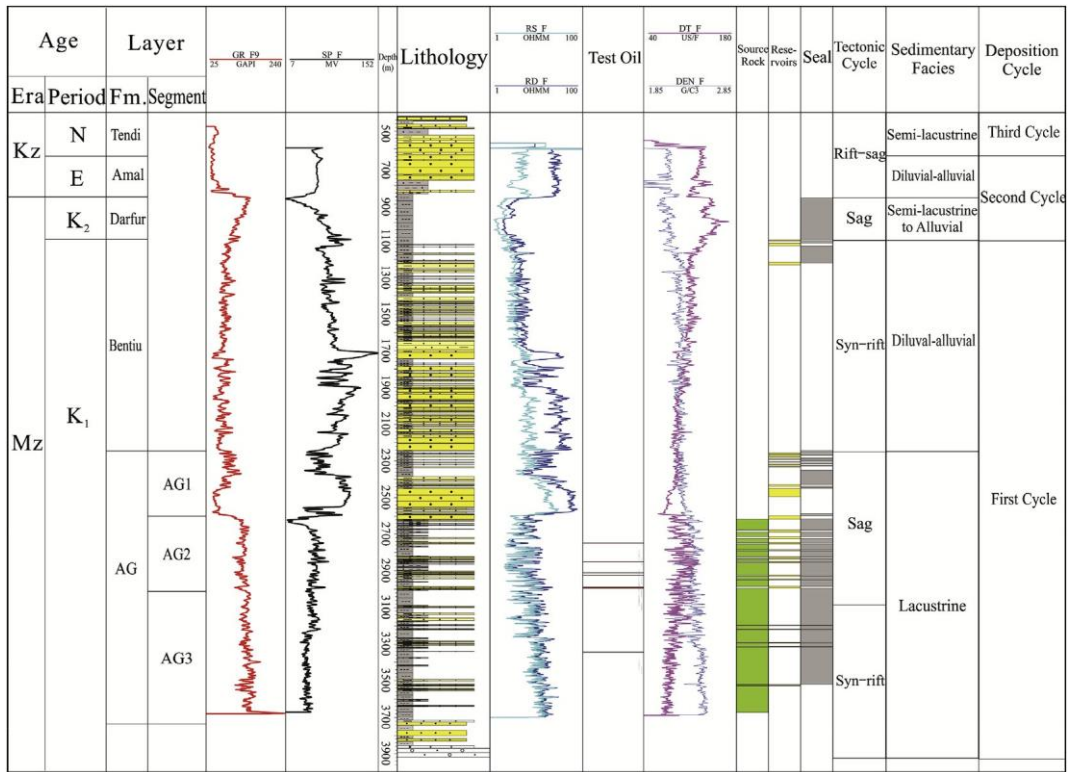 Age
Layer
Era
Period
Fm.
Segment
GR_F9
25 GAPI 240
SP_F
7 MV 152
Depth
(m)
Lithology
RS_F
1 OHMM 100
RD_F
1 OHMM 100
Test Oil
DT_F
40 US/F 180
DEN_F
1.85 G/C3 2.85
Source
Rock
Rese-
rvoirs
Seal
Tectonic
Cycle
Sedimentary
Facies
Deposition
Cycle
Kz
N
E
Mz
K2
K1
Tendi
Amal
Darfur
Bentiu
AG
AG1
AG2
AG3
500
700
900
1100
1300
1500
1700
1900
2100
2300
2500
2700
2900
3100
3300
3500
3700
3900
Rift-sag
Sag
Syn-rift
Sag
Syn-rift
Semi-lacustrine
Diluvial-alluvial
Semi-lacustrine
to Alluvial
Diluval-alluvial
Lacustrine
Third Cycle
Second Cycle
First Cycle